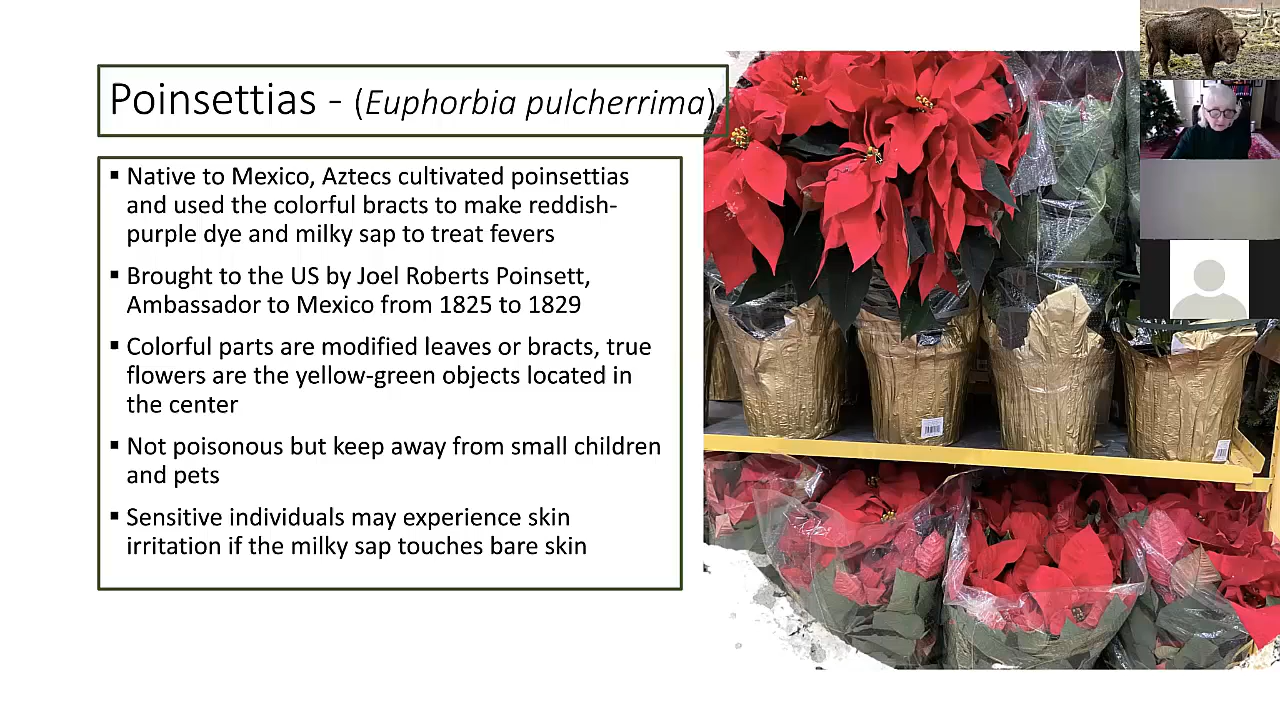 Poinsettias - (Euphorbia pulcherrima)
▪ Native to Mexico, Aztecs cultivated poinsettias
and used the colorful bracts to make reddish-
purple dye and milky sap to treat fevers
▪ Brought to the US by Joel Roberts Poinsett,
Ambassador to Mexico from 1825 to 1829
▪ Colorful parts are modified leaves or bracts, true
flowers are the yellow-green objects located in
the center
▪ Not poisonous but keep away from small children
and pets
▪ Sensitive individuals may experience skin
irritation if the milky sap touches bare skin